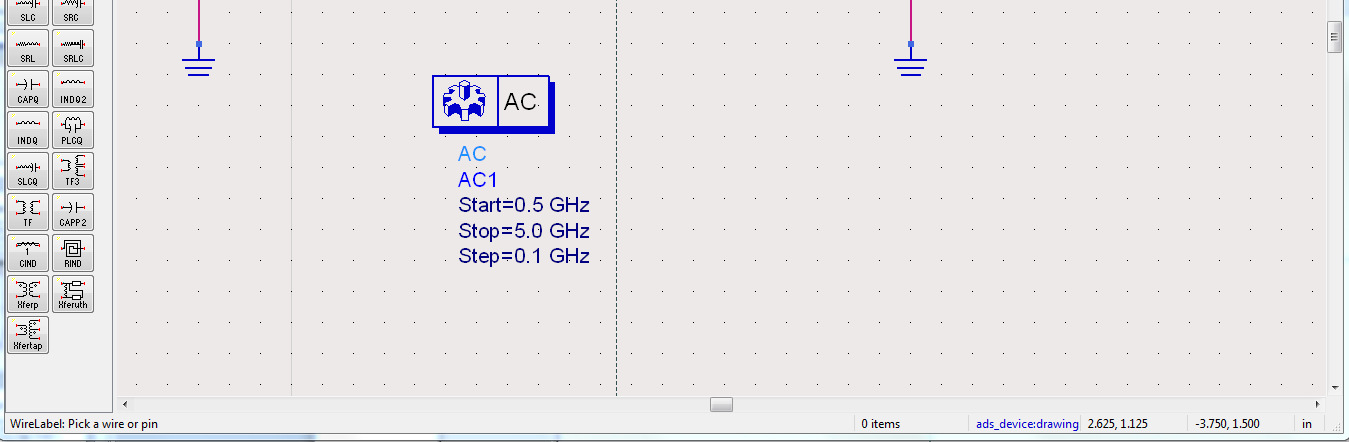 SLC SRC
SRL SRLC
CAPQ INDQ2
INDQ PLCQ
SLCQ TF3
TF CAPP2
CIND RIND
Xferp Xferuth
Xfertap
AC
AC
AC1
Start=0.5 GHz
Stop=5.0 GHz
Step=0.1 GHz
WireLabel: Pick a wire or pin
0 items
ads_device:drawing
2.625, 1.125
-3.750, 1.500
in